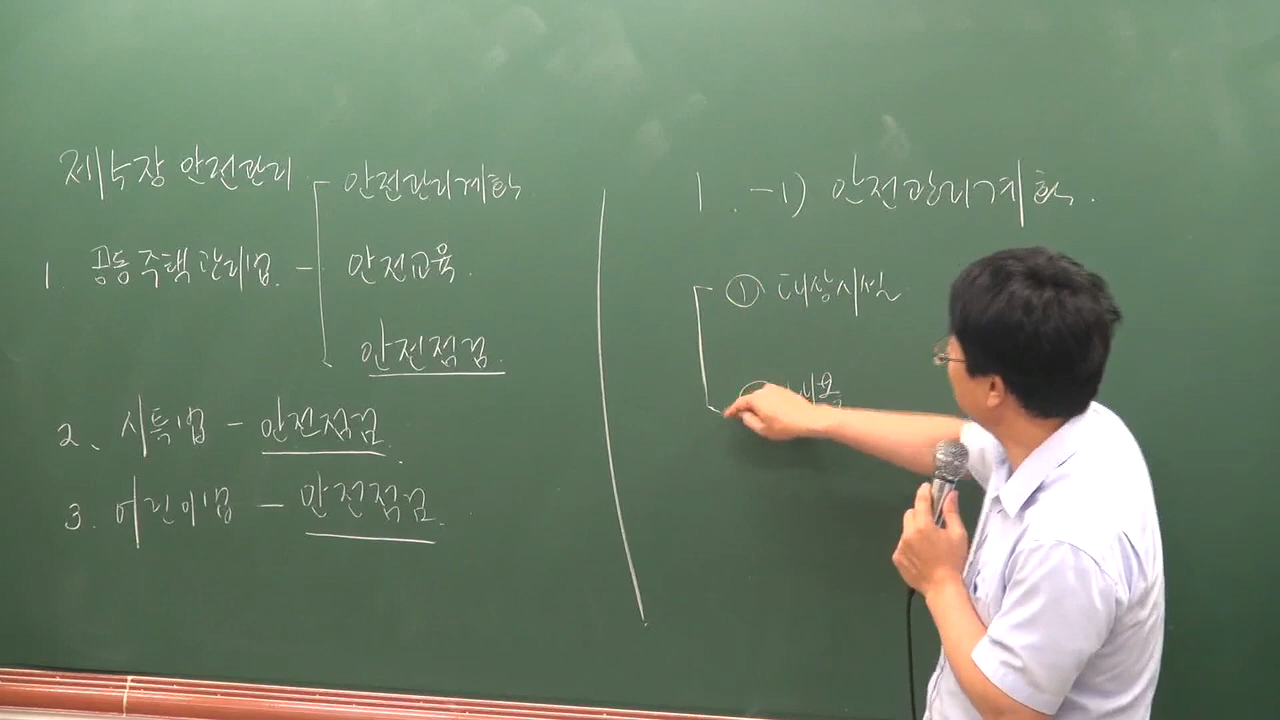 제4장 안전관리
안전관리계획
1. 공동주택관리법 -
안전교육.
안전점검.
2. 시특법 - 안전점검.
3. 어린이법 - 안전점검.
1. -1) 안전관리계획.
① 대상시설
내용